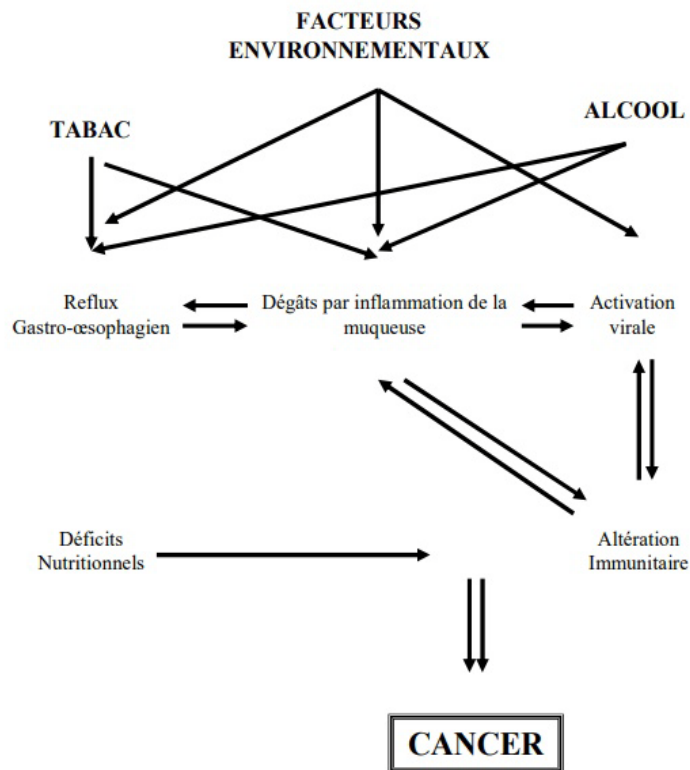 FACTEURS
ENVIRONNEMENTAUX
TABAC
ALCOOL
Reflux
Gastro-œsophagien
Dégâts par inflammation de la
muqueuse
Activation
virale
Déficits
Nutritionnels
Altération
Immunitaire
CANCER